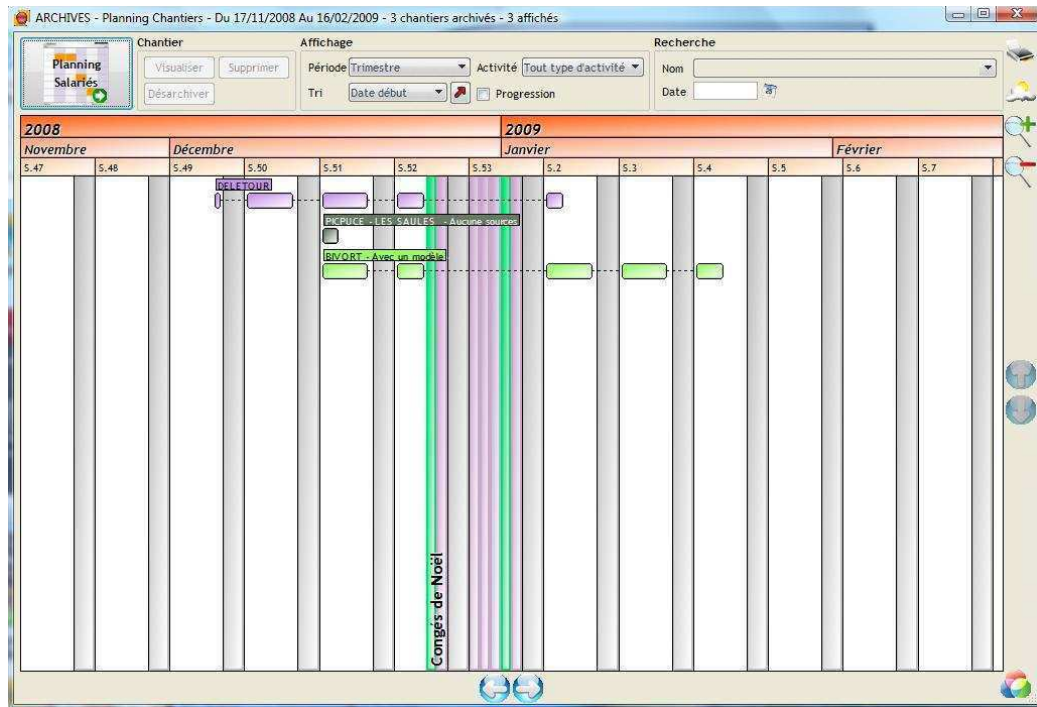 ARCHIVES - Planning Chantiers - Du 17/11/2008 Au 16/02/2009 - 3 chantiers archivés - 3 affichés
Planning
Salariés
Chantier
Visualiser
Supprimer
Désarchiver
Affichage
Période Trimestre
Activité Tout type d'activité
Tri Date début
Progression
Recherche
Nom
Date
2008 2009
Novembre Décembre Janvier Février
S.47 S.48 S.49 S.50 S.51 S.52 S.53 S.2 S.3 S.4 S.5 S.6 S.7
DELETOUR
PICPUCE - LES SAULES - Aucune sources
BIVORT - Avec un modèle
Congés de Noël